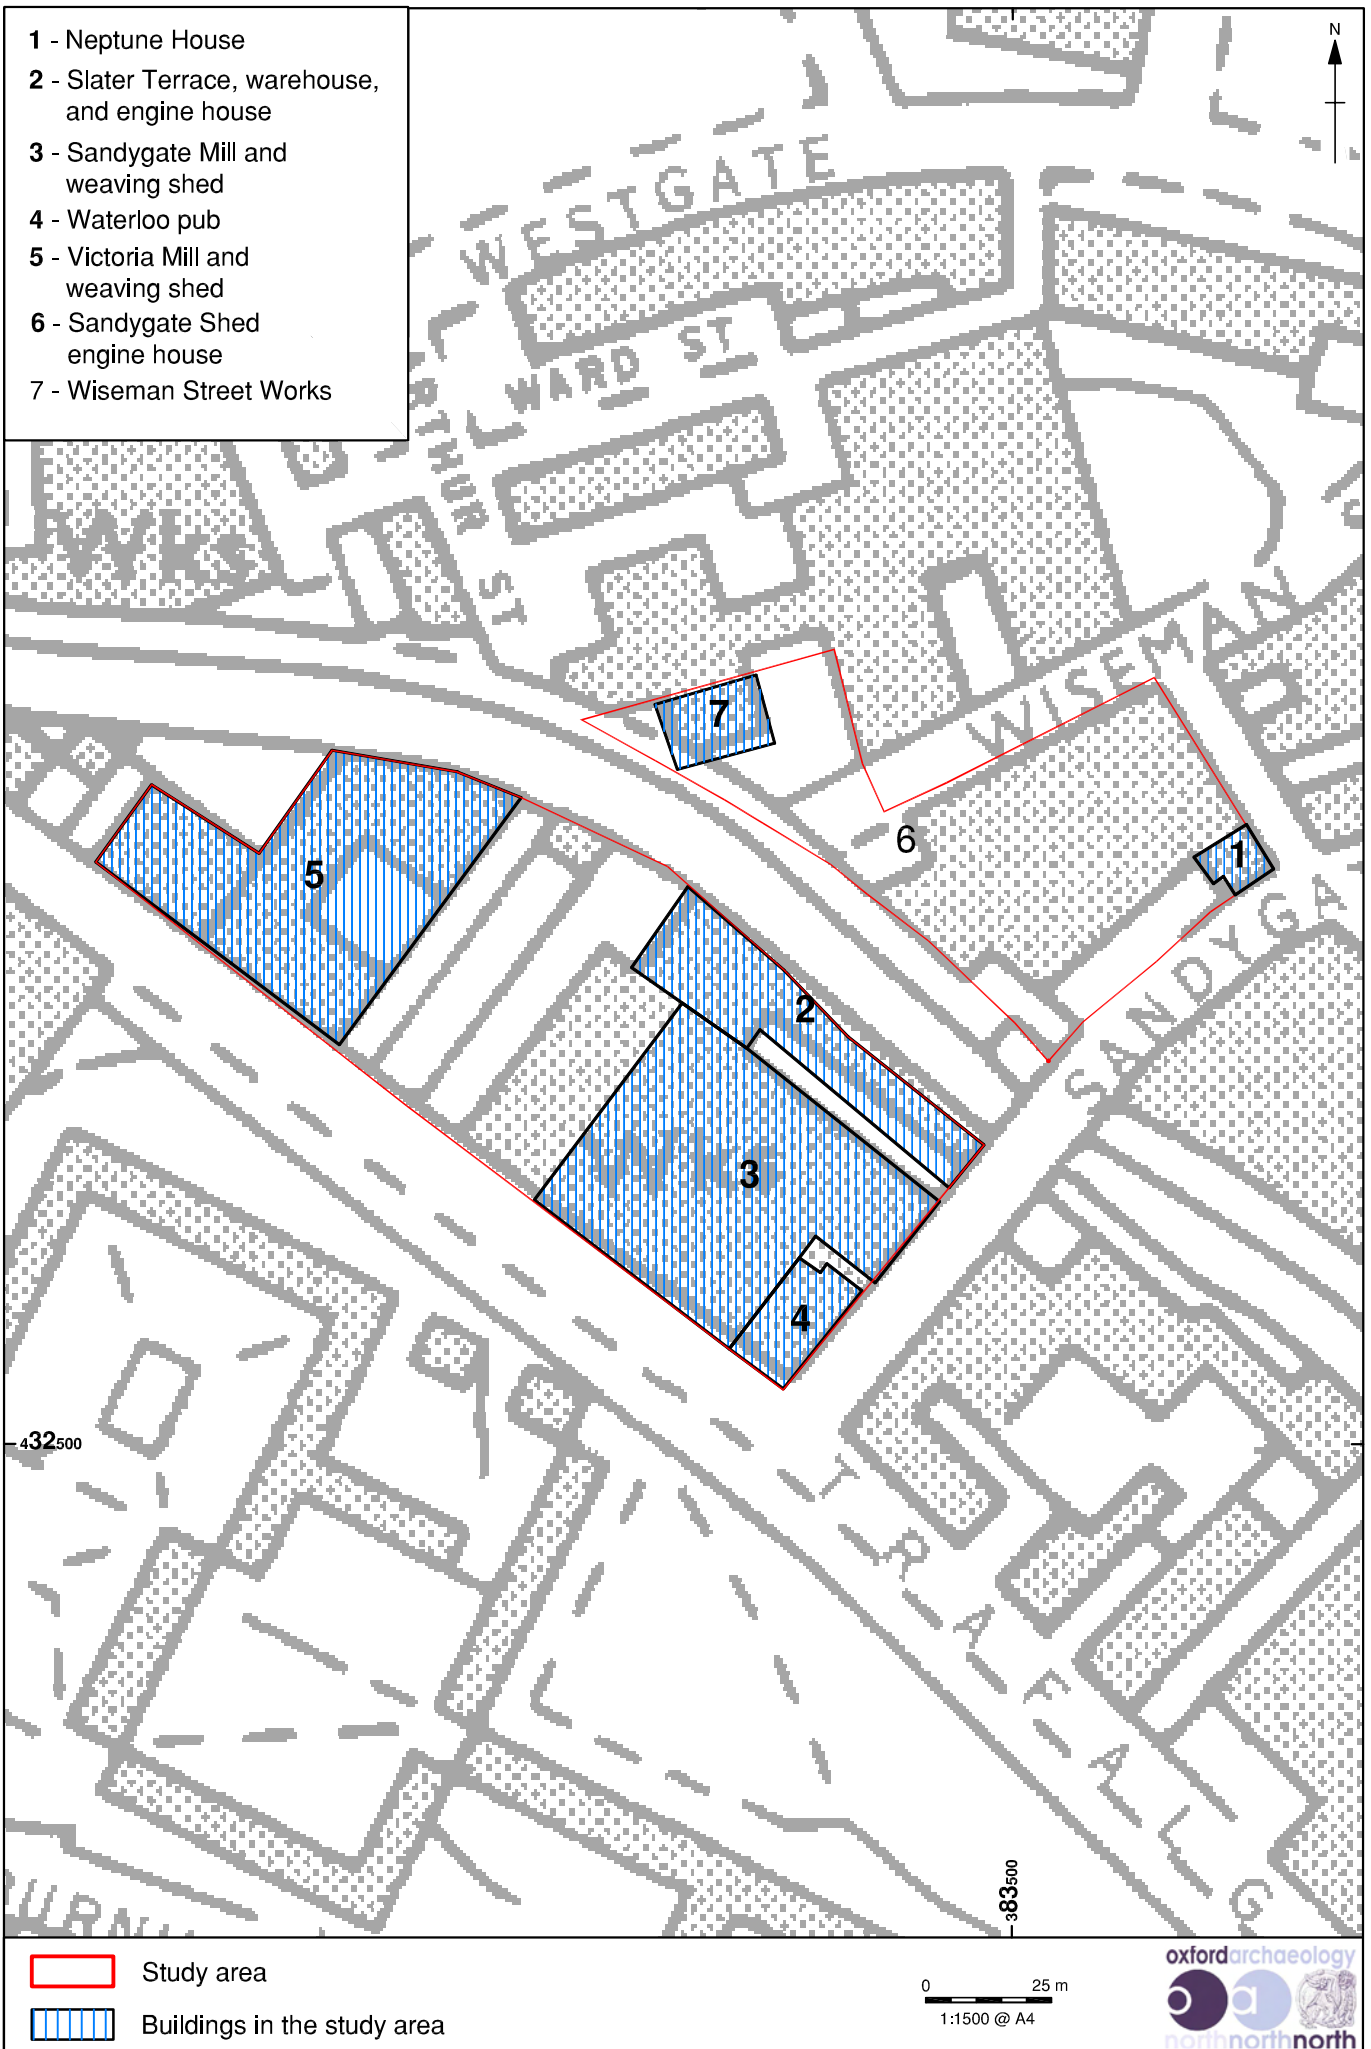 1 - Neptune House
2 - Slater Terrace, warehouse,
and engine house
3 - Sandygate Mill and
weaving shed
4 - Waterloo pub
5 - Victoria Mill and
weaving shed
6 - Sandygate Shed
engine house
7 - Wiseman Street Works
N
WESTGATE
WARD ST
RTHUR ST
Wks
WISEMAN
7
6
1
5
SANDYGA
2
Wks
3
4
432500
TRAFALG
383500
Study area
Buildings in the study area
0 25 m
1:1500 @ A4
oxfordarchaeology
o a
northnorthnorth